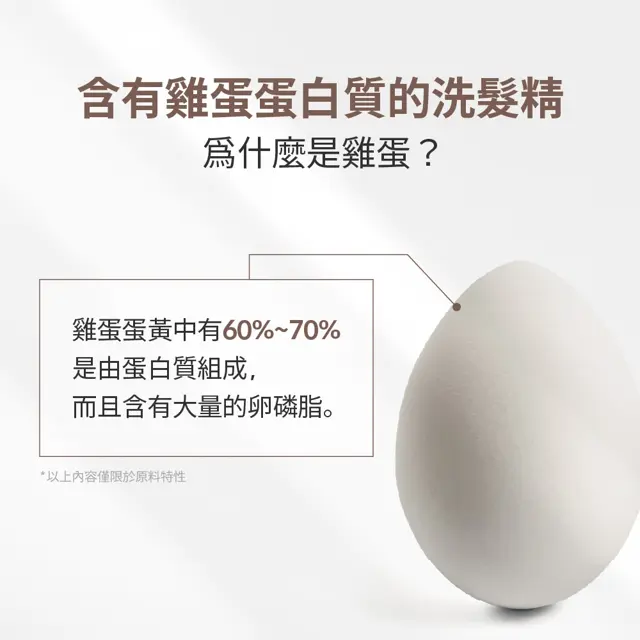 含有雞蛋蛋白質的洗髮精
爲什麼是雞蛋？
雞蛋蛋黃中有60%~70%
是由蛋白質組成，
而且含有大量的卵磷脂。
*以上內容僅限於原料特性